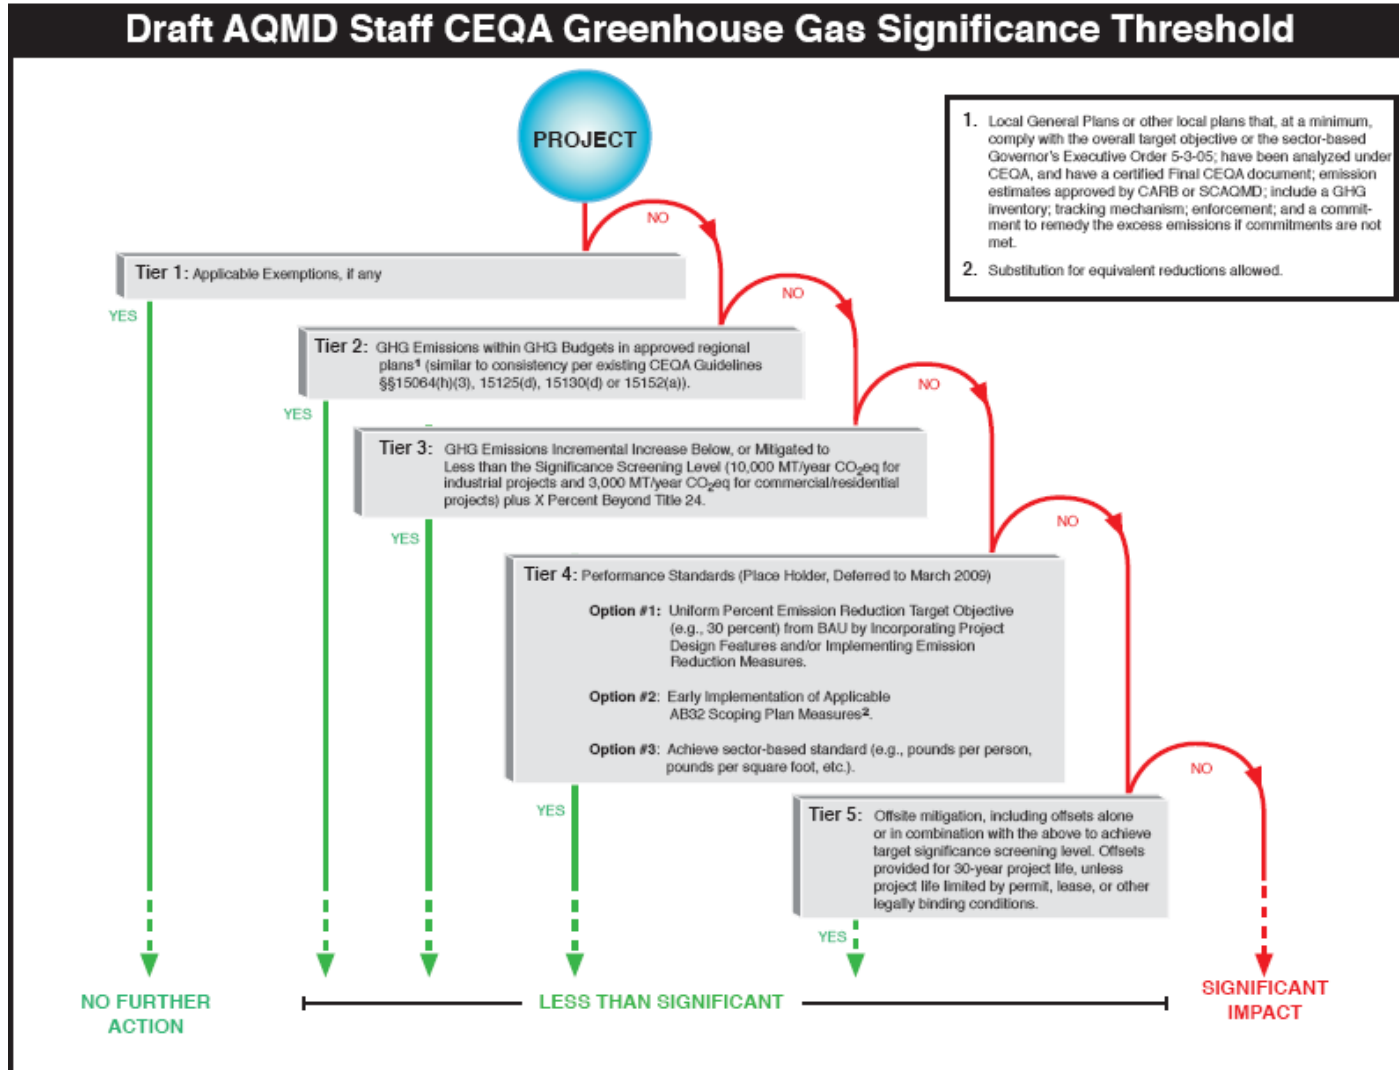 Draft AQMD Staff CEQA Greenhouse Gas Significance Threshold
PROJECT
1. Local General Plans or other local plans that, at a minimum,
comply with the overall target objective or the sector-based
Governor's Executive Order 5-3-05; have been analyzed under
CEQA, and have a certified Final CEQA document; emission
estimates approved by CARB or SCAQMD; include a GHG
inventory; tracking mechanism; enforcement; and a commit-
ment to remedy the excess emissions if commitments are not
met.
2. Substitution for equivalent reductions allowed.
NO
Tier 1: Applicable Exemptions, if any
YES
NO
Tier 2: GHG Emissions within GHG Budgets in approved regional
plans¹ (similar to consistency per existing CEQA Guidelines
§§15064(h)(3), 15125(d), 15130(d) or 15152(a)).
YES
NO
Tier 3: GHG Emissions Incremental Increase Below, or Mitigated to
Less than the Significance Screening Level (10,000 MT/year CO₂eq for
industrial projects and 3,000 MT/year CO₂eq for commercial/residential
projects) plus X Percent Beyond Title 24.
YES
NO
Tier 4: Performance Standards (Place Holder, Deferred to March 2009)
Option #1: Uniform Percent Emission Reduction Target Objective
(e.g., 30 percent) from BAU by Incorporating Project
Design Features and/or Implementing Emission
Reduction Measures.
Option #2: Early Implementation of Applicable
AB32 Scoping Plan Measures².
Option #3: Achieve sector-based standard (e.g., pounds per person,
pounds per square foot, etc.).
YES
NO
Tier 5: Offsite mitigation, including offsets alone
or in combination with the above to achieve
target significance screening level. Offsets
provided for 30-year project life, unless
project life limited by permit, lease, or other
legally binding conditions.
YES
NO FURTHER
ACTION
LESS THAN SIGNIFICANT
SIGNIFICANT
IMPACT